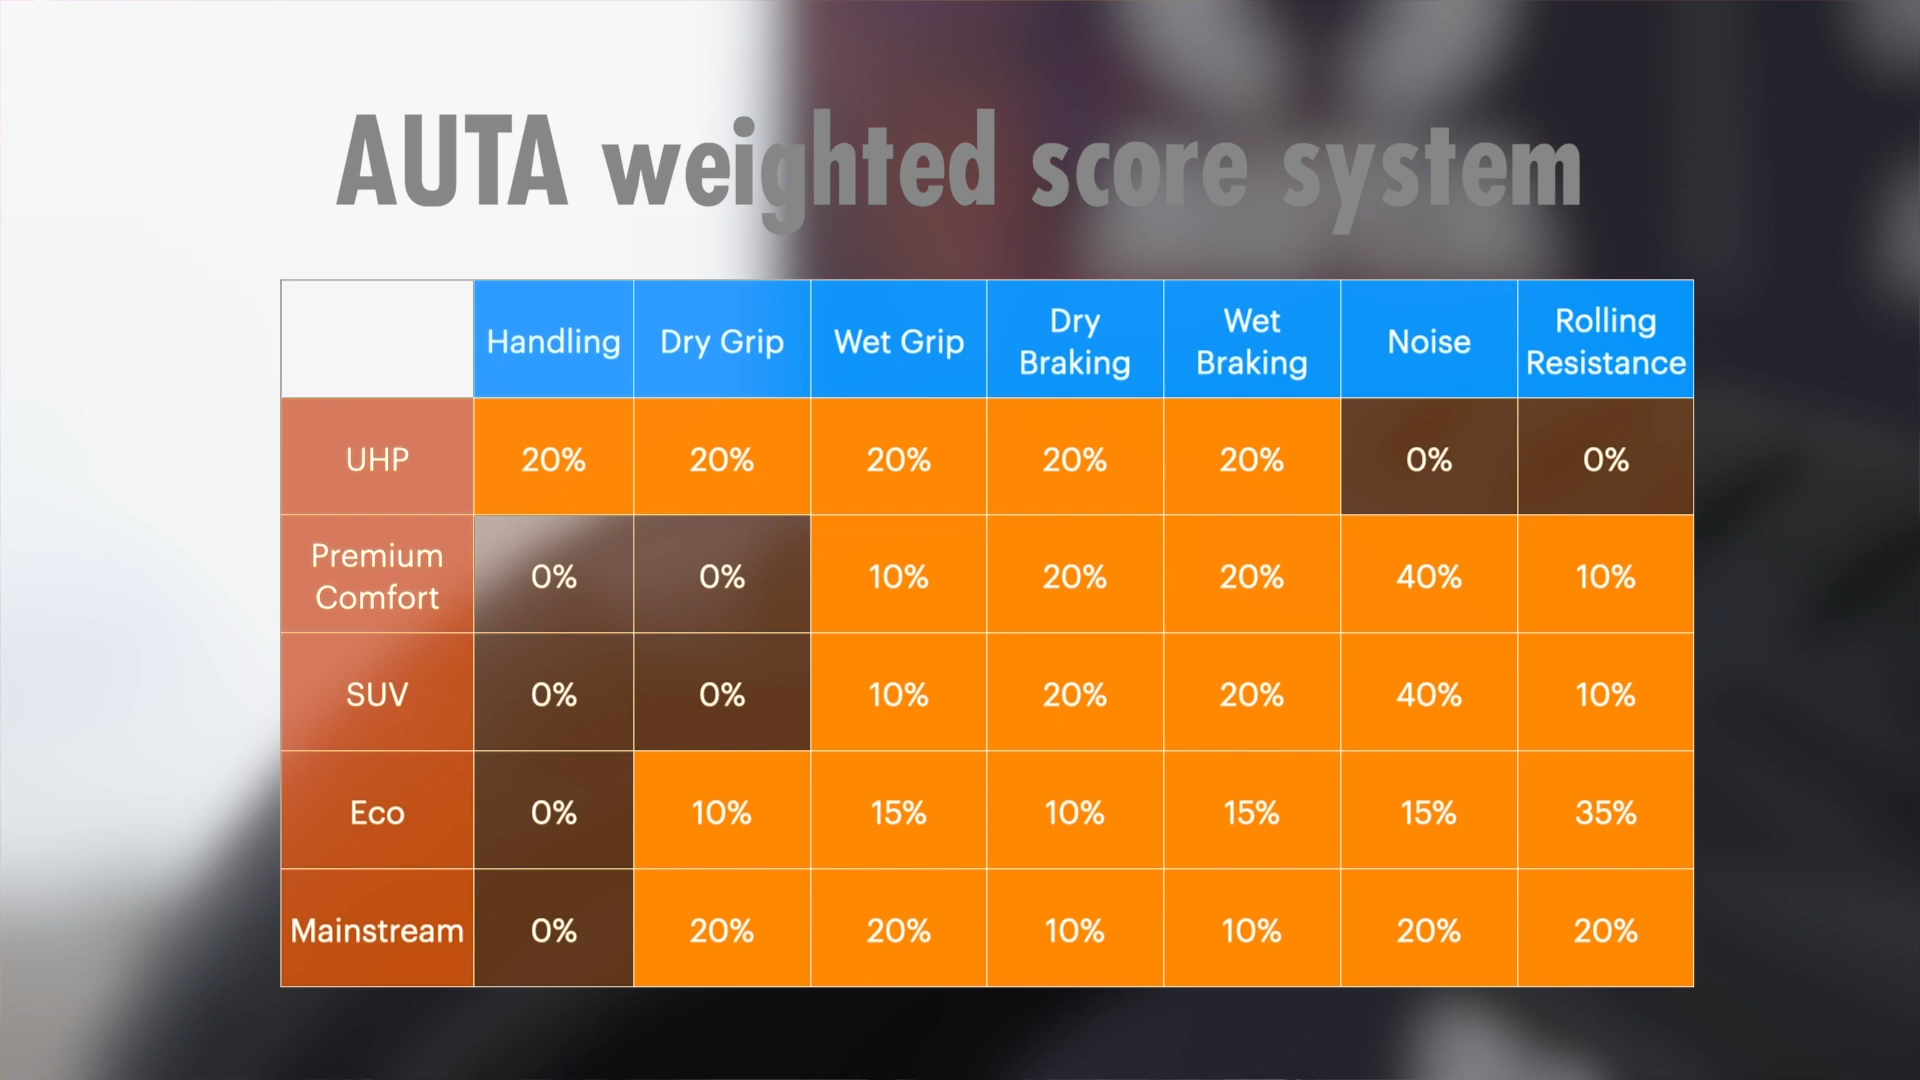 AUTA weighted score system
Handling Dry Grip Wet Grip Dry Braking Wet Braking Noise Rolling Resistance
UHP 20% 20% 20% 20% 20% 0% 0%
Premium Comfort 0% 0% 10% 20% 20% 40% 10%
SUV 0% 0% 10% 20% 20% 40% 10%
Eco 0% 10% 15% 10% 15% 15% 35%
Mainstream 0% 20% 20% 10% 10% 20% 20%